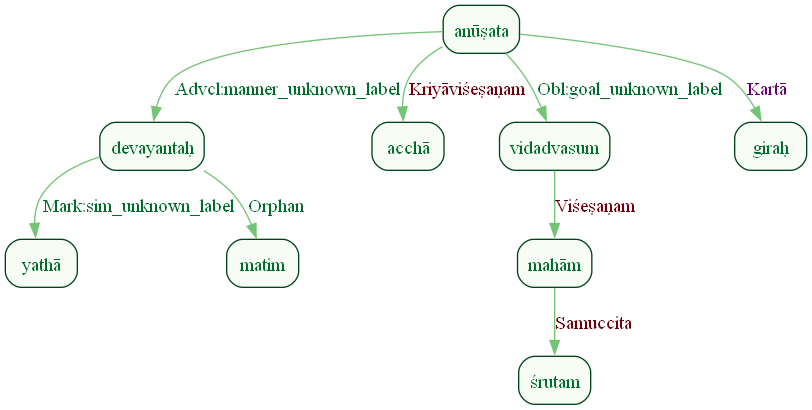 anūṣata
Advcl:manner_unknown_label Kriyāviśeṣaṇam Obl:goal_unknown_label Kartā
devayantaḥ acchā vidadvasum giraḥ
Mark:sim_unknown_label Orphan Viśeṣaṇam
yathā matim mahām
Samuccita
śrutam